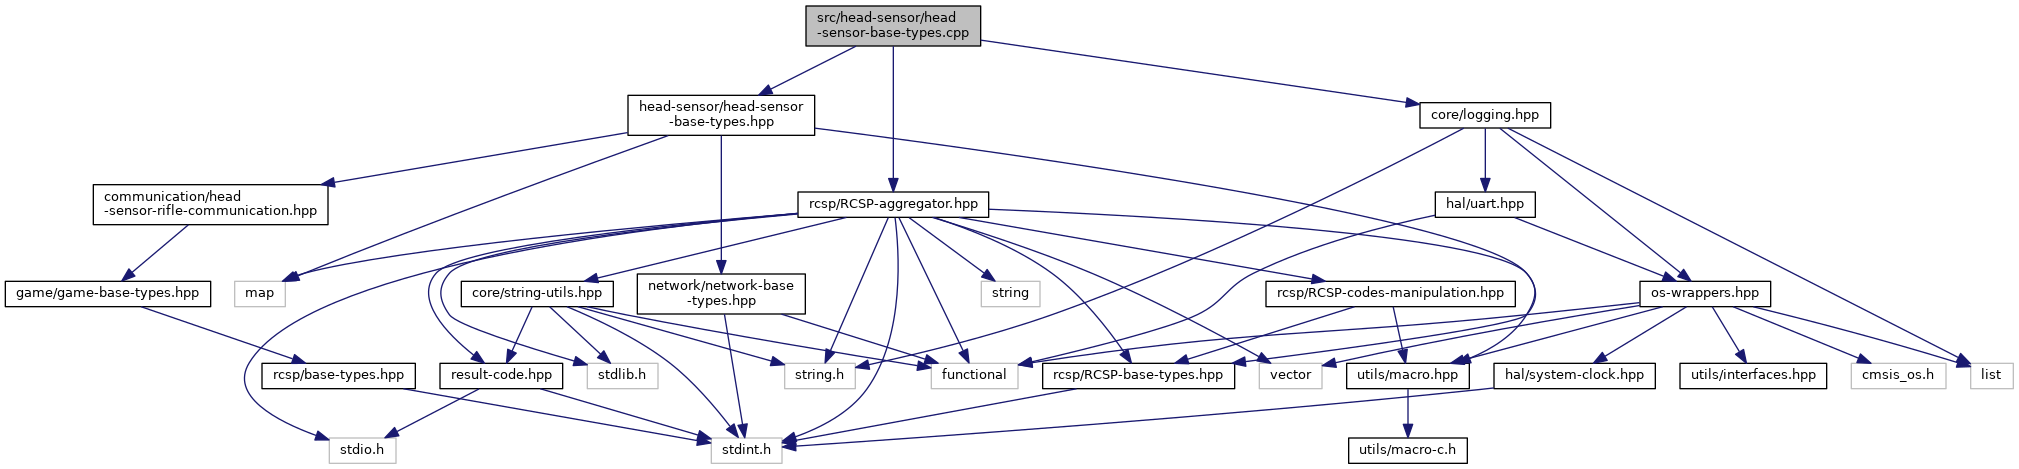 src/head-sensor/head
-sensor-base-types.cpp
head-sensor/head-sensor
-base-types.hpp
core/logging.hpp
communication/head
-sensor-rifle-communication.hpp
rcsp/RCSP-aggregator.hpp
hal/uart.hpp
game/game-base-types.hpp
map
core/string-utils.hpp
network/network-base
-types.hpp
string
rcsp/RCSP-codes-manipulation.hpp
os-wrappers.hpp
rcsp/base-types.hpp
result-code.hpp
stdlib.h
string.h
functional
rcsp/RCSP-base-types.hpp
vector
utils/macro.hpp
hal/system-clock.hpp
utils/interfaces.hpp
cmsis_os.h
list
stdio.h
stdint.h
utils/macro-c.h